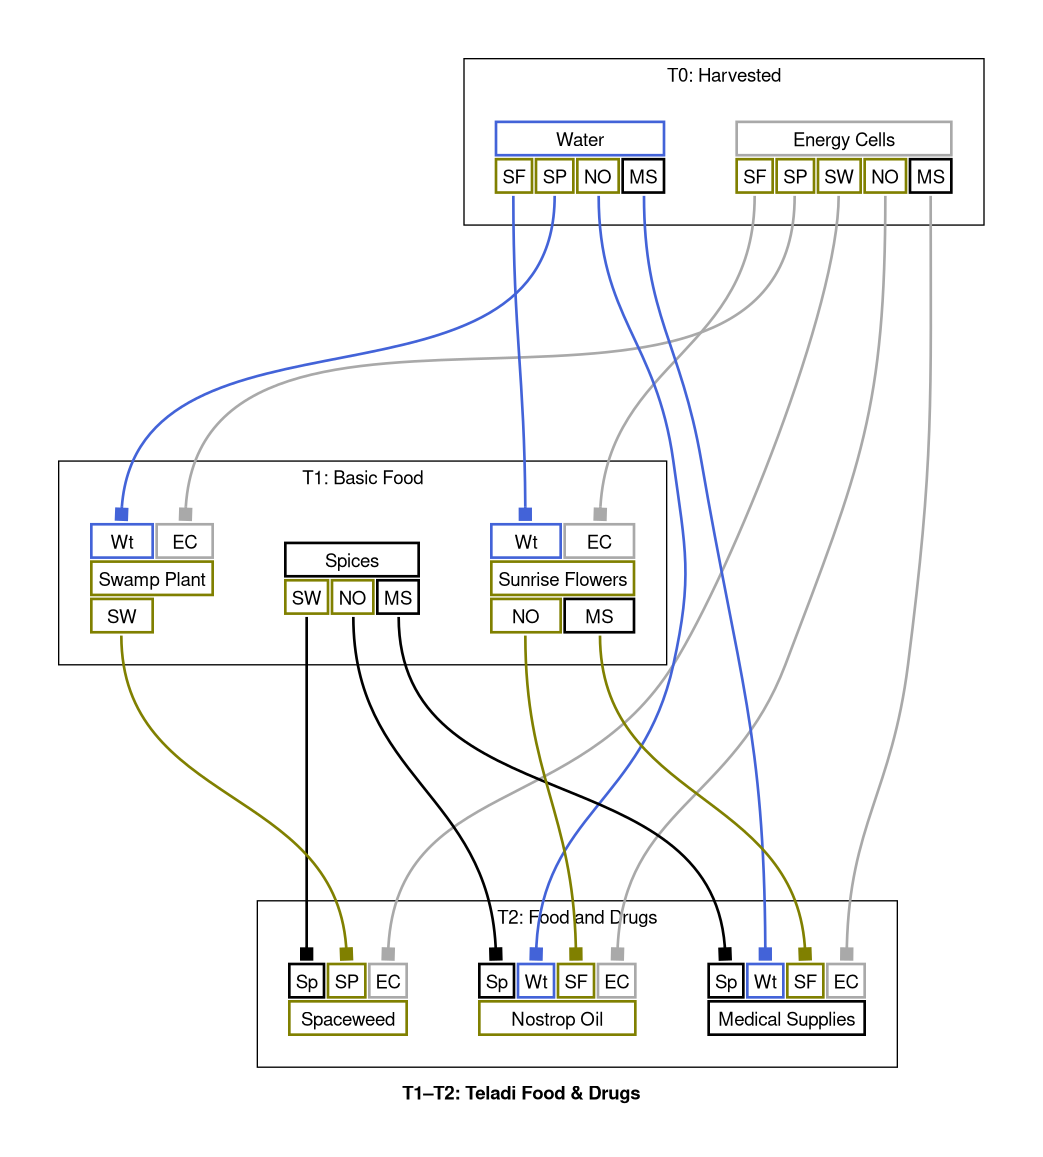 T0: Harvested
Water
Energy Cells
SF SP NO MS
SF SP SW NO MS
T1: Basic Food
Wt EC
Swamp Plant
SW
Spices
SW NO MS
Wt EC
Sunrise Flowers
NO MS
T2: Food and Drugs
Sp SP EC
Spaceweed
Sp Wt SF EC
Nostrop Oil
Sp Wt SF EC
Medical Supplies
T1–T2: Teladi Food & Drugs